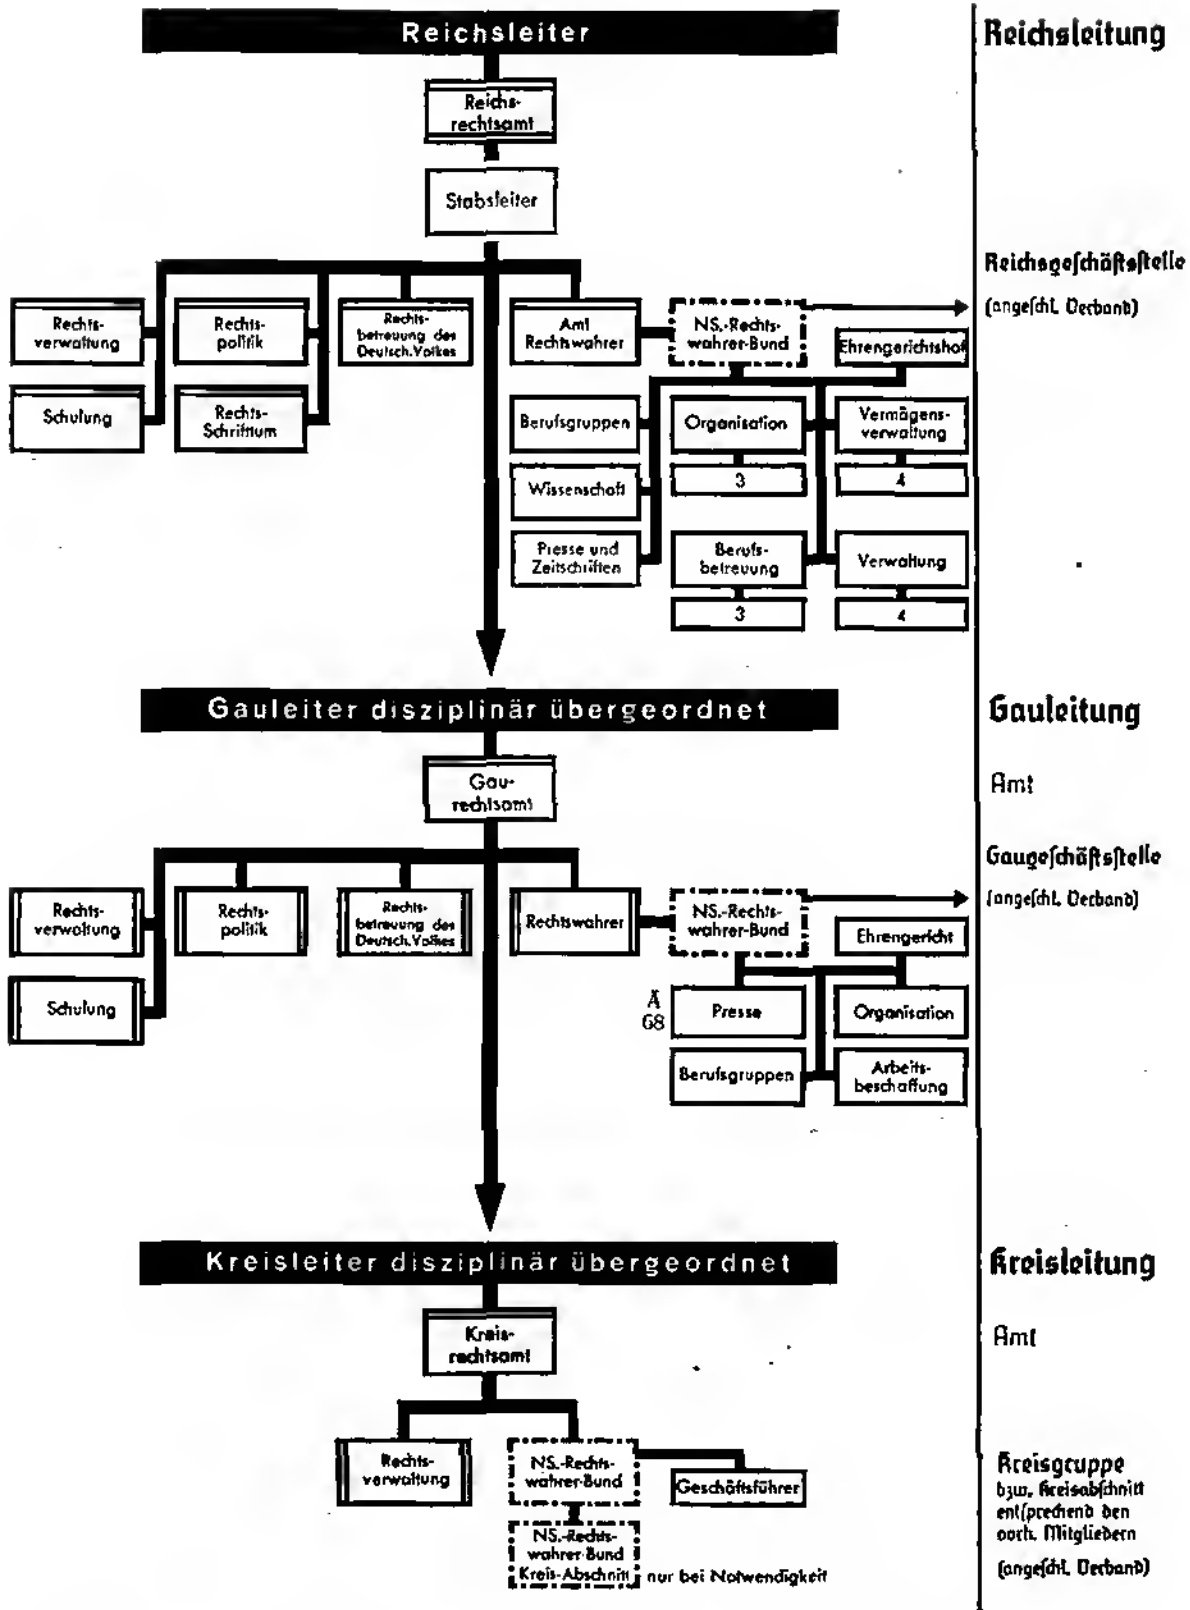 Reichsleiter
Reichsleitung
Reichs-
rechtsamt
Stabsleiter
Reichsgeschäftsstelle
(angeschl. Verband)
Rechts-
verwaltung
Rechts-
politik
Rechts-
betreuung des
Deutsch. Volkes
Amt
Rechtswahrer
NS.-Rechts-
wahrer-Bund
Ehrengerichtshof
Schulung
Rechts-
Schrifttum
Berufsgruppen
Organisation
Vermögens-
verwaltung
3
4
Wissenschaft
Presse und
Zeitschriften
Berufs-
betreuung
Verwaltung
3
4
Gauleiter disziplinär übergeordnet
Gauleitung
Gau-
rechtsamt
Amt
Gaugeschäftsstelle
(angeschl. Verband)
Rechts-
verwaltung
Rechts-
politik
Rechts-
betreuung des
Deutsch. Volkes
Rechtswahrer
NS.-Rechts-
wahrer-Bund
Ehrengericht
Schulung
A
68
Presse
Organisation
Berufsgruppen
Arbeits-
beschaffung
Kreisleiter disziplinär übergeordnet
Kreisleitung
Kreis-
rechtsamt
Amt
Rechts-
verwaltung
NS.-Rechts-
wahrer-Bund
Geschäftsführer
NS.-Rechts-
wahrer-Bund
Kreis-Abschnitt
nur bei Notwendigkeit
Kreisgruppe
bzw. Kreisabschnitt
entsprechend den
vorh. Mitgliedern
(angeschl. Verband)